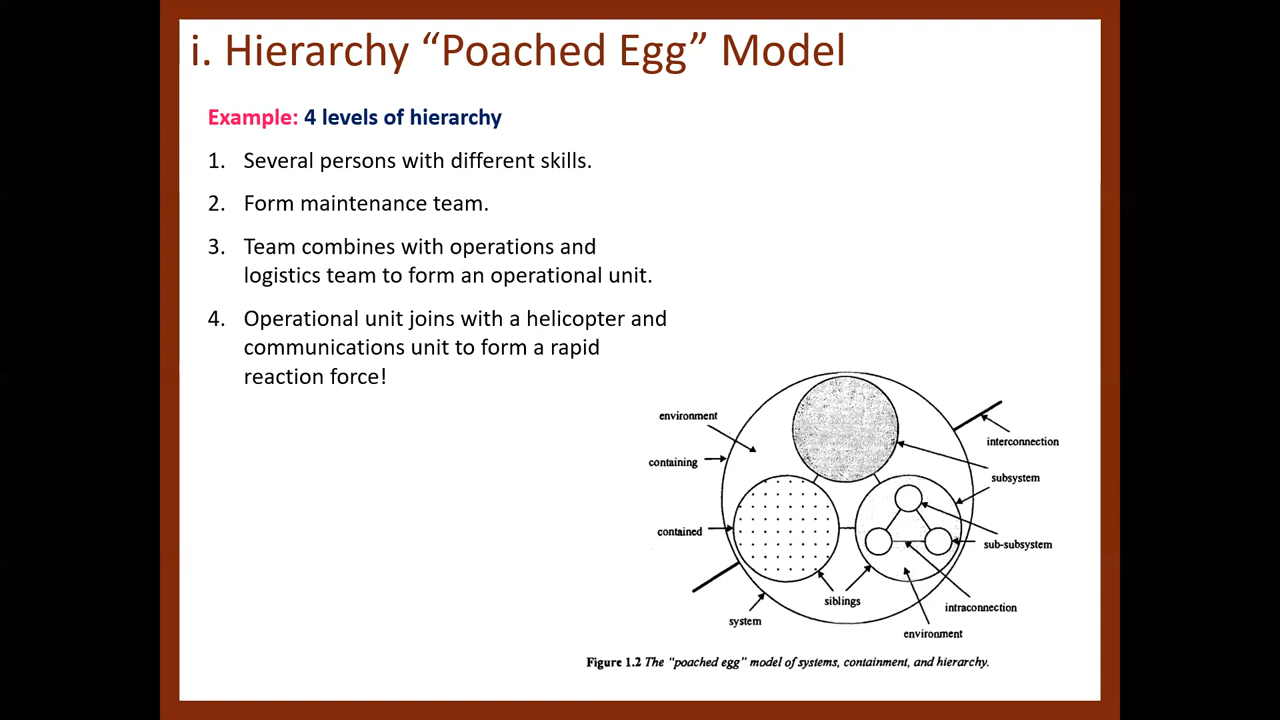 i. Hierarchy “Poached Egg” Model
Example: 4 levels of hierarchy
1. Several persons with different skills.
2. Form maintenance team.
3. Team combines with operations and
logistics team to form an operational unit.
4. Operational unit joins with a helicopter and
communications unit to form a rapid
reaction force!
environment
interconnection
containing
subsystem
contained
sub-subsystem
siblings
intraconnection
system
environment
Figure 1.2 The “poached egg” model of systems, containment, and hierarchy.